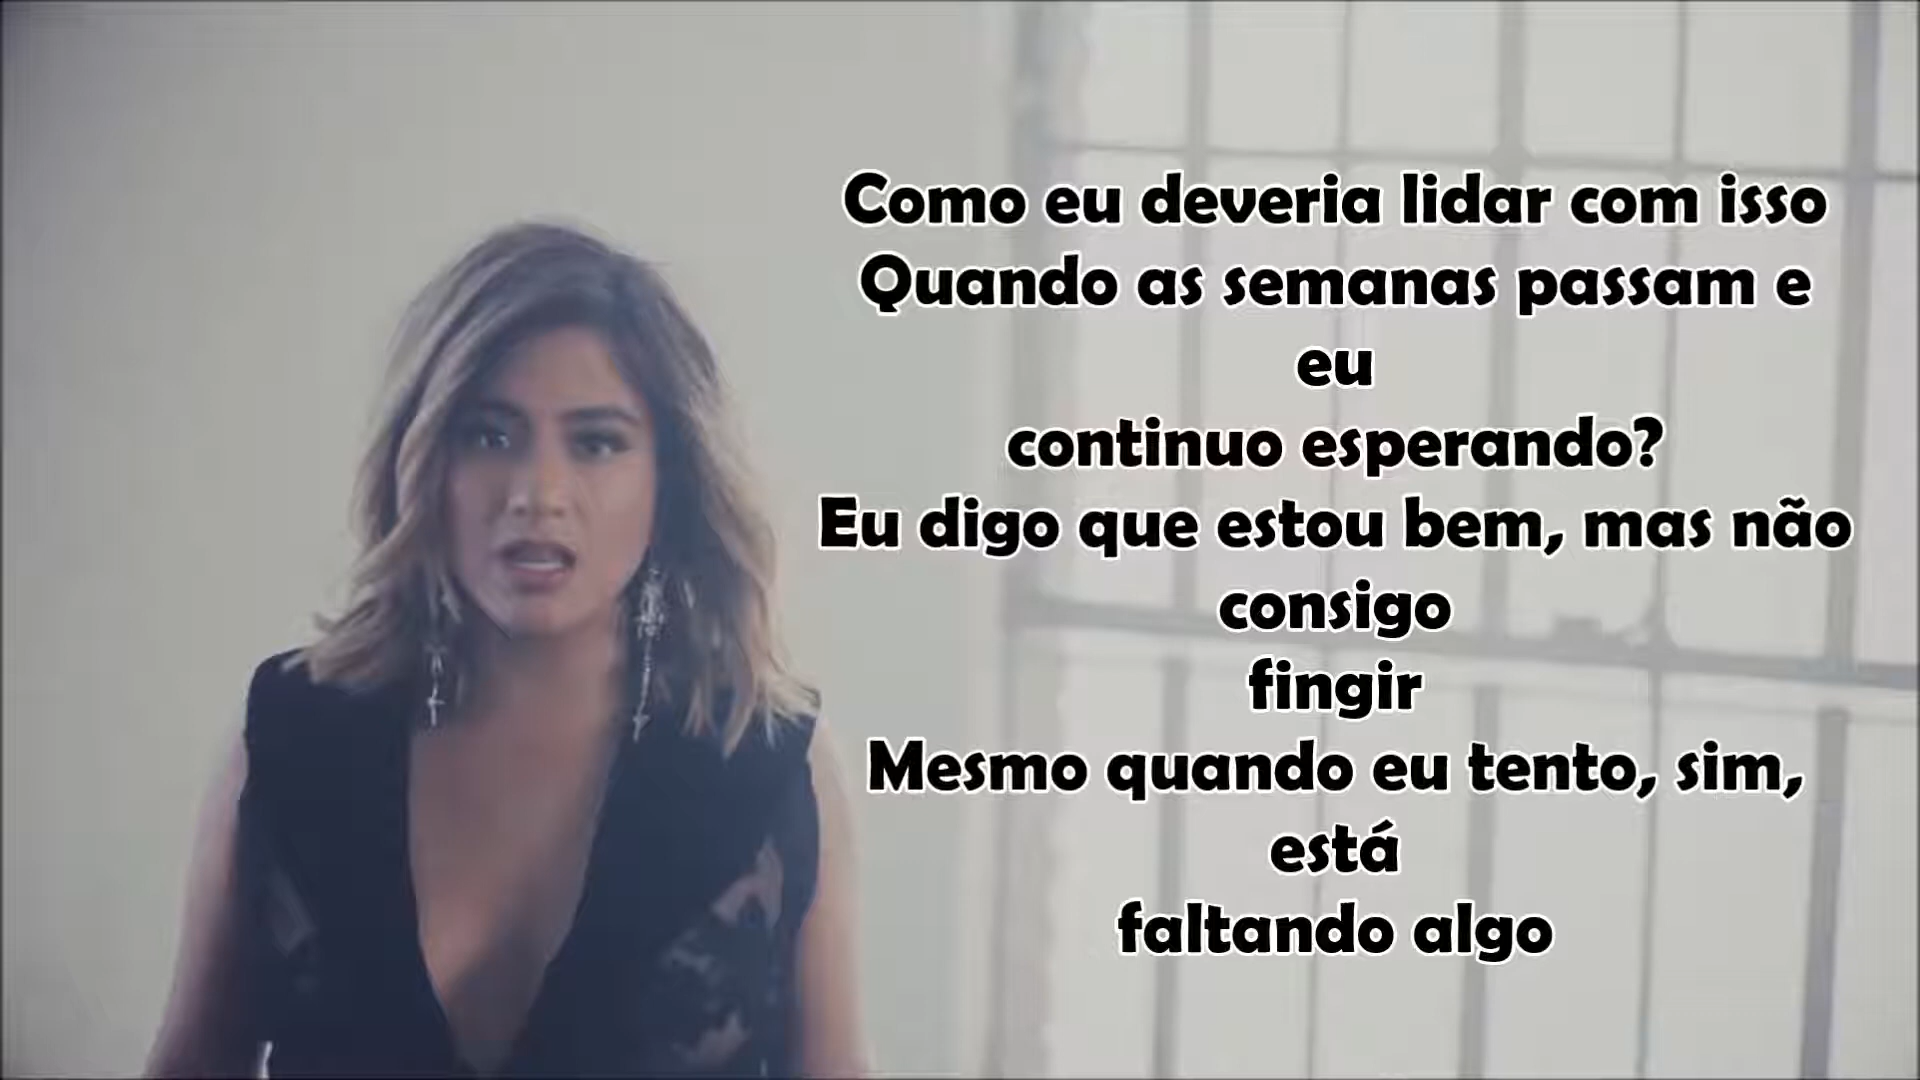 Como eu deveria lidar com isso
Quando as semanas passam e
eu
continuo esperando?
Eu digo que estou bem, mas não
consigo
fingir
Mesmo quando eu tento, sim,
está
faltando algo